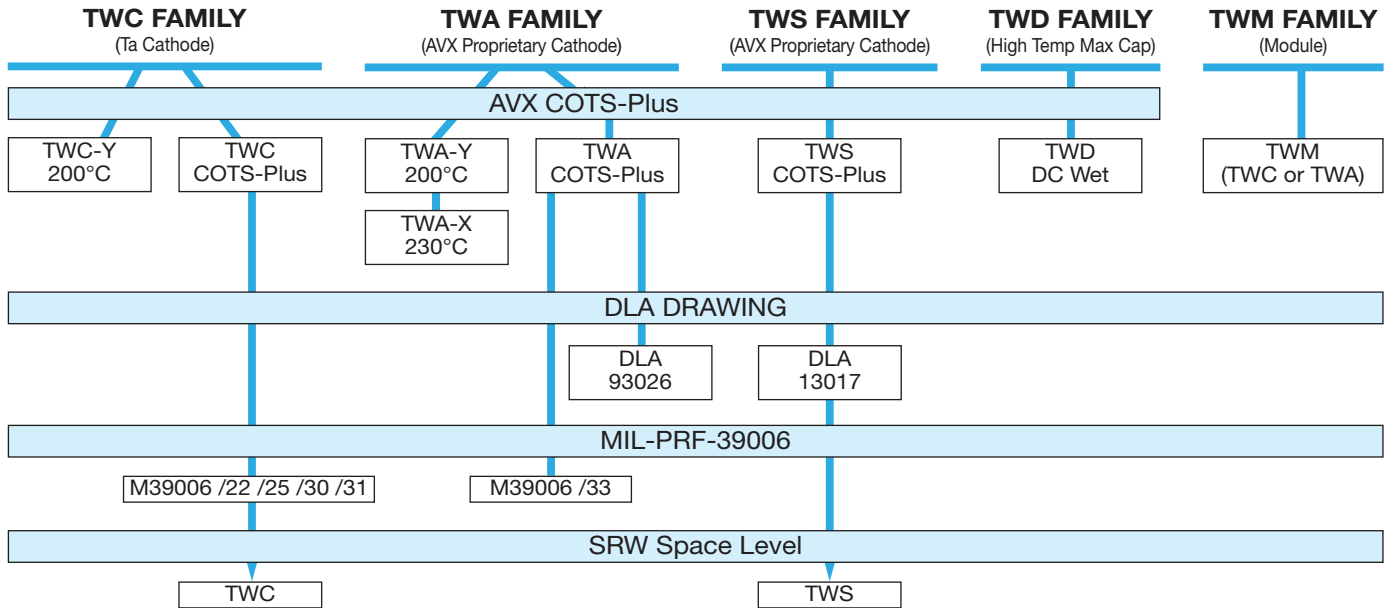 TWC FAMILY
(Ta Cathode)
TWA FAMILY
(AVX Proprietary Cathode)
TWS FAMILY
(AVX Proprietary Cathode)
TWD FAMILY
(High Temp Max Cap)
TWM FAMILY
(Module)
AVX COTS-Plus
TWC-Y
200°C
TWC
COTS-Plus
TWA-Y
200°C
TWA
COTS-Plus
TWS
COTS-Plus
TWD
DC Wet
TWM
(TWC or TWA)
TWA-X
230°C
DLA DRAWING
DLA
93026
DLA
13017
MIL-PRF-39006
M39006 /22 /25 /30 /31
M39006 /33
SRW Space Level
TWC
TWS